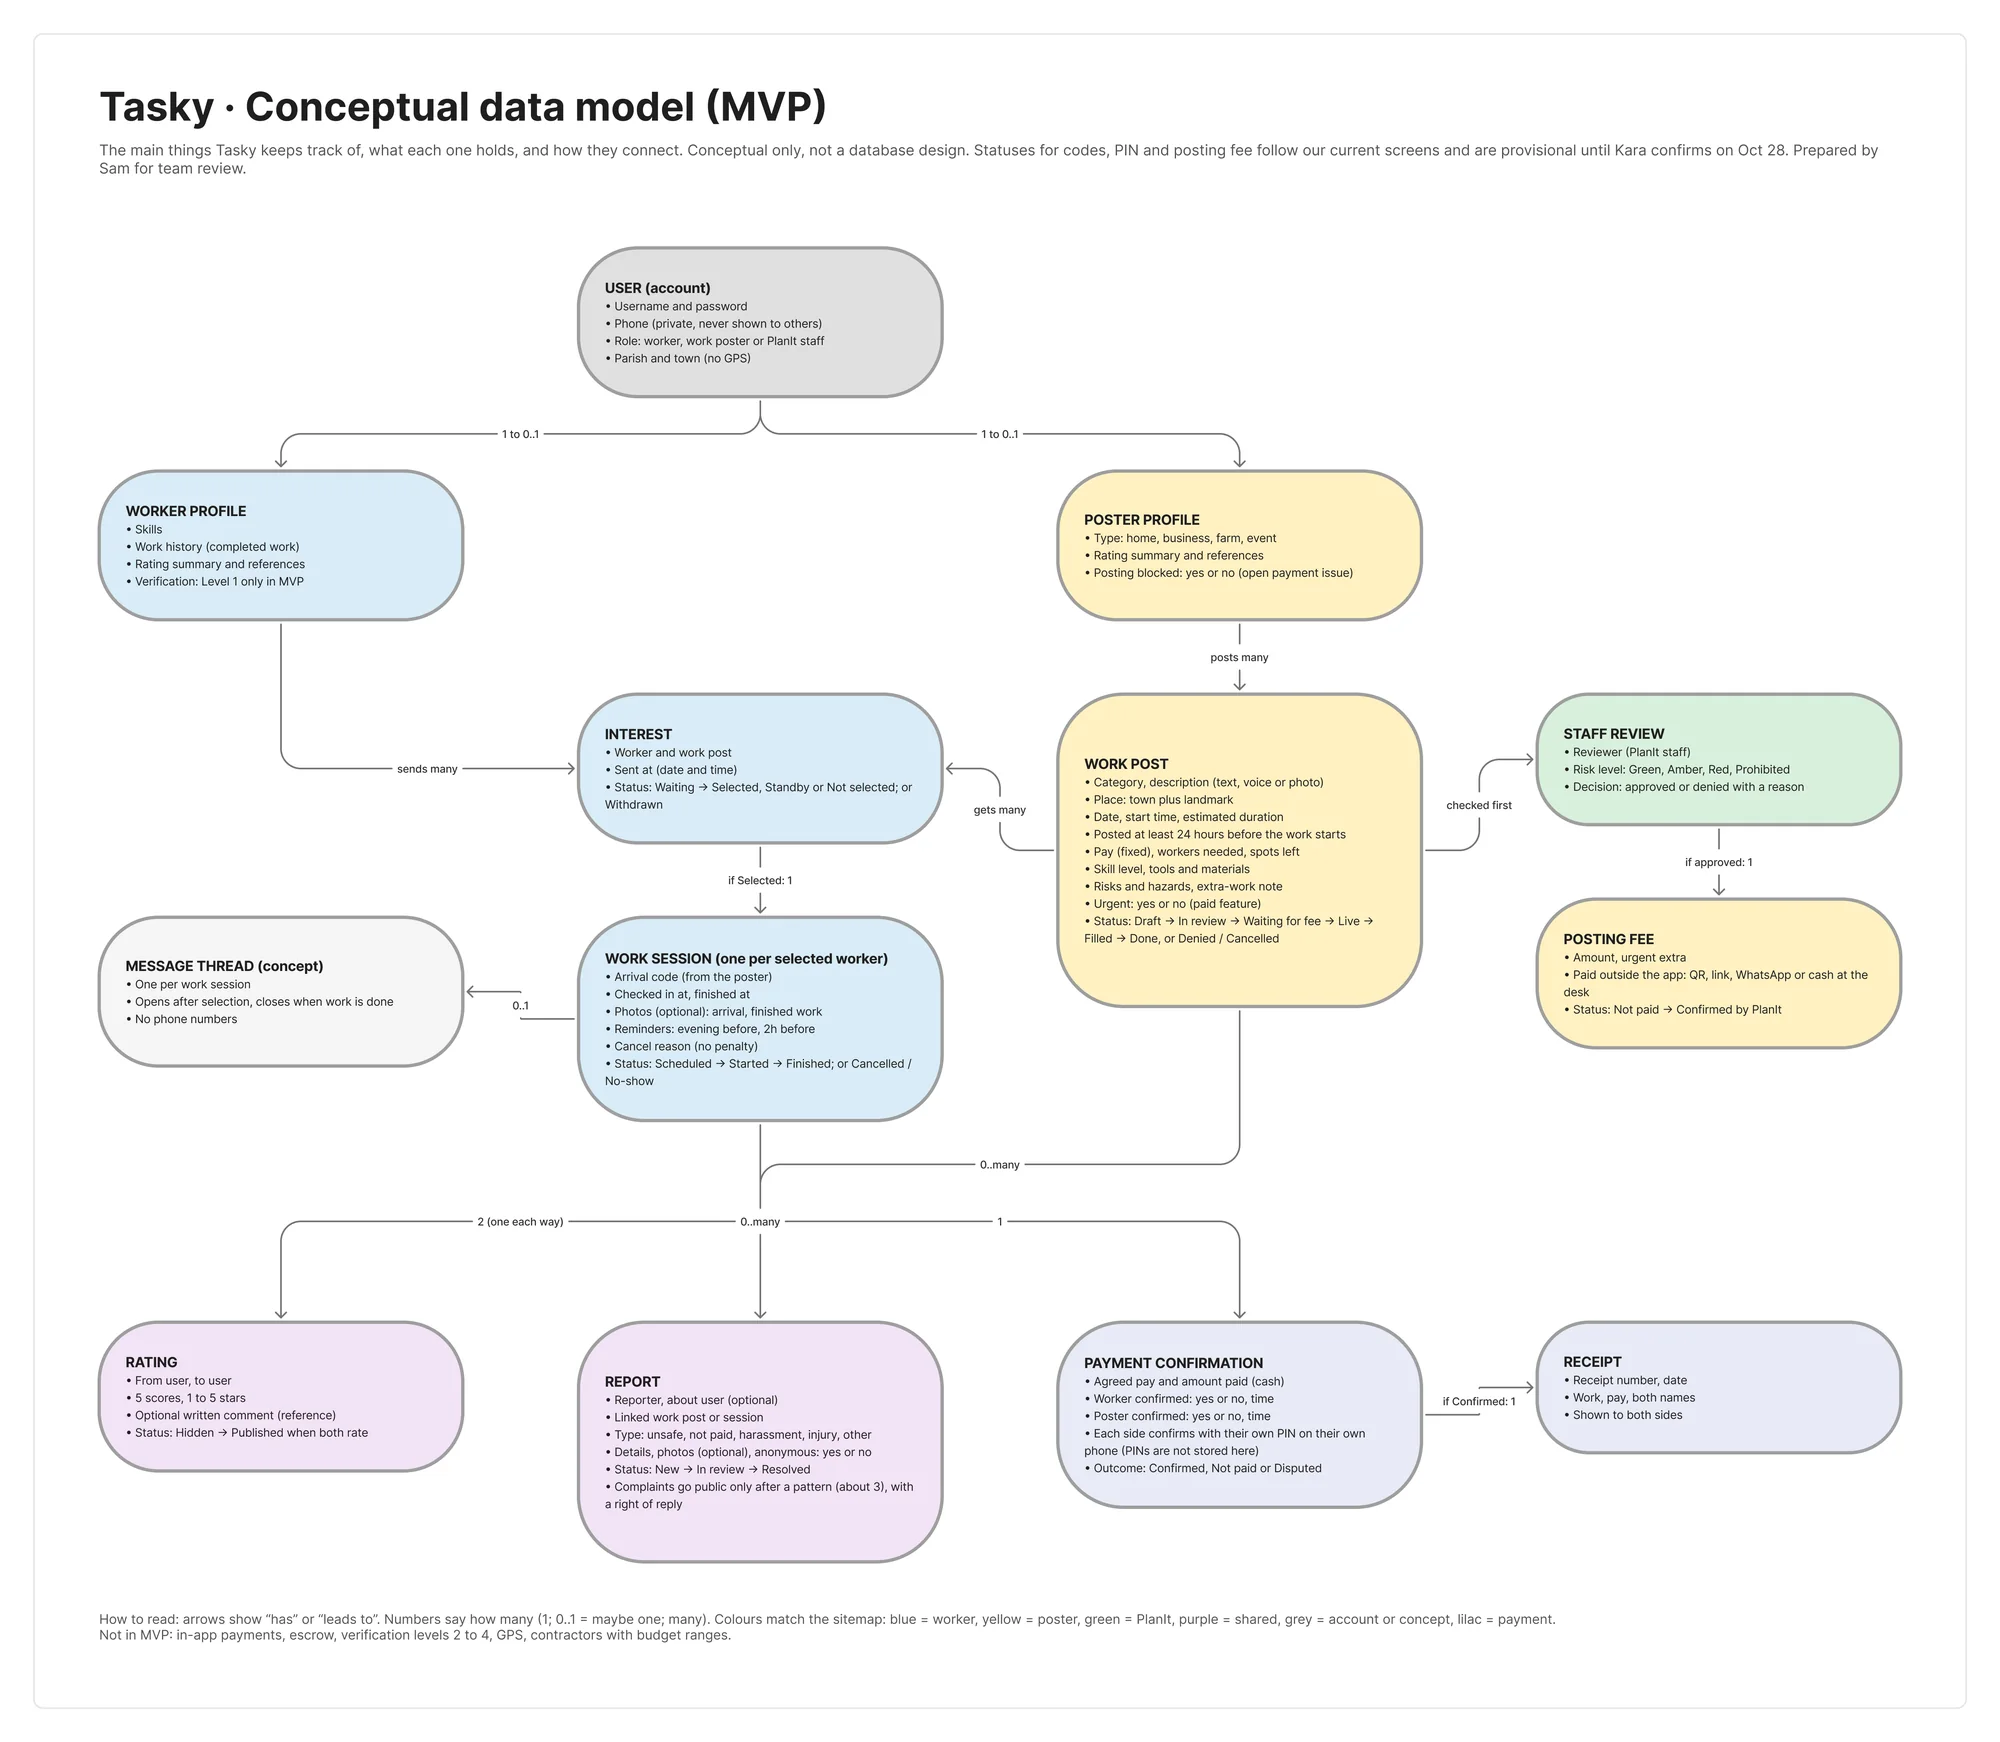 Tasky · Conceptual data model (MVP)
The main things Tasky keeps track of, what each one holds, and how they connect. Conceptual only, not a database design. Statuses for codes, PIN and posting fee follow our current screens and are provisional until Kara confirms on Oct 28. Prepared by
Sam for team review.
USER (account)
• Username and password
• Phone (private, never shown to others)
• Role: worker, work poster or PlanIt staff
• Parish and town (no GPS)
1 to 0..1
1 to 0..1
WORKER PROFILE
• Skills
• Work history (completed work)
• Rating summary and references
• Verification: Level 1 only in MVP
POSTER PROFILE
• Type: home, business, farm, event
• Rating summary and references
• Posting blocked: yes or no (open payment issue)
posts many
sends many
INTEREST
• Worker and work post
• Sent at (date and time)
• Status: Waiting → Selected, Standby or Not selected; or
Withdrawn
gets many
WORK POST
• Category, description (text, voice or photo)
• Place: town plus landmark
• Date, start time, estimated duration
• Posted at least 24 hours before the work starts
• Pay (fixed), workers needed, spots left
• Skill level, tools and materials
• Risks and hazards, extra-work note
• Urgent: yes or no (paid feature)
• Status: Draft → In review → Waiting for fee → Live →
Filled → Done, or Denied / Cancelled
checked first
STAFF REVIEW
• Reviewer (PlanIt staff)
• Risk level: Green, Amber, Red, Prohibited
• Decision: approved or denied with a reason
if approved: 1
if Selected: 1
POSTING FEE
• Amount, urgent extra
• Paid outside the app: QR, link, WhatsApp or cash at the
desk
• Status: Not paid → Confirmed by PlanIt
MESSAGE THREAD (concept)
• One per work session
• Opens after selection, closes when work is done
• No phone numbers
0..1
WORK SESSION (one per selected worker)
• Arrival code (from the poster)
• Checked in at, finished at
• Photos (optional): arrival, finished work
• Reminders: evening before, 2h before
• Cancel reason (no penalty)
• Status: Scheduled → Started → Finished; or Cancelled /
No-show
0..many
2 (one each way)
0..many
1
RATING
• From user, to user
• 5 scores, 1 to 5 stars
• Optional written comment (reference)
• Status: Hidden → Published when both rate
REPORT
• Reporter, about user (optional)
• Linked work post or session
• Type: unsafe, not paid, harassment, injury, other
• Details, photos (optional), anonymous: yes or no
• Status: New → In review → Resolved
• Complaints go public only after a pattern (about 3), with
a right of reply
PAYMENT CONFIRMATION
• Agreed pay and amount paid (cash)
• Worker confirmed: yes or no, time
• Poster confirmed: yes or no, time
• Each side confirms with their own PIN on their own
phone (PINs are not stored here)
• Outcome: Confirmed, Not paid or Disputed
if Confirmed: 1
RECEIPT
• Receipt number, date
• Work, pay, both names
• Shown to both sides
How to read: arrows show “has” or “leads to”. Numbers say how many (1; 0..1 = maybe one; many). Colours match the sitemap: blue = worker, yellow = poster, green = PlanIt, purple = shared, grey = account or concept, lilac = payment.
Not in MVP: in-app payments, escrow, verification levels 2 to 4, GPS, contractors with budget ranges.